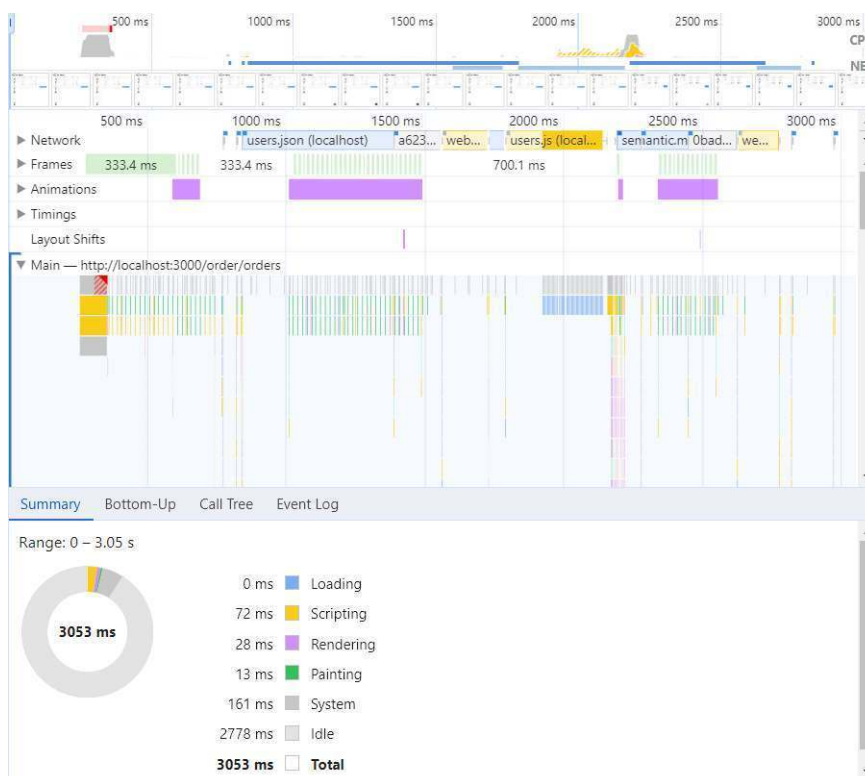 500 ms 1000 ms 1500 ms 2000 ms 2500 ms 3000 ms
CP
NE
500 ms 1000 ms 1500 ms 2000 ms 2500 ms 3000 ms
Network users.json (localhost) a623... web... users.js (local... semantic.m 0bad... we...
Frames 333.4 ms 333.4 ms 700.1 ms
Animations
Timings
Layout Shifts
Main — http://localhost:3000/order/orders
Summary Bottom-Up Call Tree Event Log
Range: 0 – 3.05 s
3053 ms
0 ms Loading
72 ms Scripting
28 ms Rendering
13 ms Painting
161 ms System
2778 ms Idle
3053 ms Total